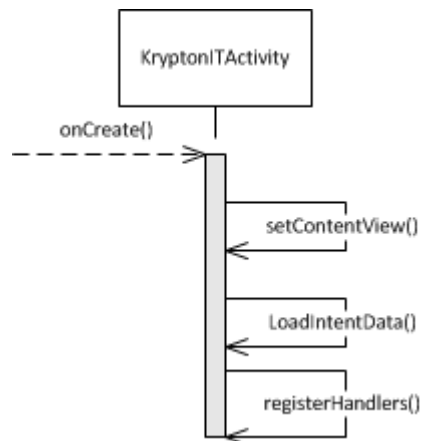 KryptonITActivity
onCreate()
setContentView()
LoadIntentData()
registerHandlers()